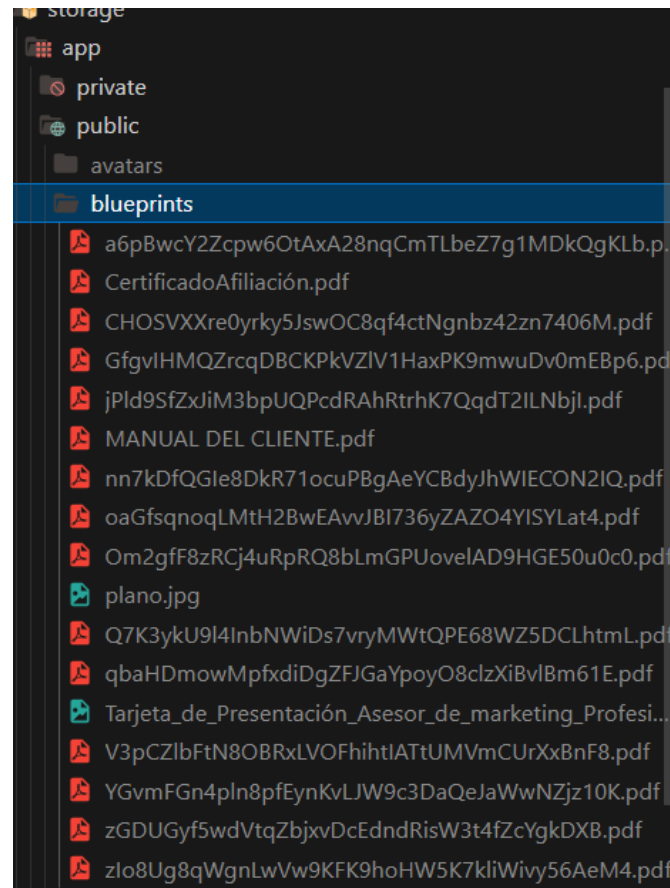 storage
app
private
public
avatars
blueprints
a6pBwcY2Zcpw6OtAxA28nqCmTLbeZ7g1MDkQgKLb.p.
CertificadoAfiliación.pdf
CHOSVXXre0yrky5JswOC8qf4ctNgnbz42zn7406M.pdf
GfgvIHMQZrcqDBCKPkVZlV1HaxPK9mwuDv0mEBp6.pd
jPld9SfZxJiM3bpUQPcdRAhRtrhK7QqdT2ILNbjI.pdf
MANUAL DEL CLIENTE.pdf
nn7kDfQGIe8DkR71ocuPBgAeYCBdyJhWIECON2IQ.pdf
oaGfsqnoqLMtH2BwEAvvJBI736yZAZO4YISYLat4.pdf
Om2gfF8zRCj4uRpRQ8bLmGPUovelAD9HGE50u0c0.pdf
plano.jpg
Q7K3ykU9l4InbNWiDs7vryMWtQPE68WZ5DCLhtmL.pdf
qbaHDmowMpfxdiDgZFJGaYpoyO8clzXiBvlBm61E.pdf
Tarjeta_de_Presentación_Asesor_de_marketing_Profesi...
V3pCZlbFtN8OBRxLVOFhihtIATtUMVmCUrXxBnF8.pdf
YGvmFGn4pln8pfEynKvLJW9c3DaQeJaWwNZjz10K.pdf
zGDUGyf5wdVtqZbjxvDcEdndRisW3t4fZcYgkDXB.pdf
zIo8Ug8qWgnLwVw9KFK9hoHW5K7kliWivy56AeM4.pdf